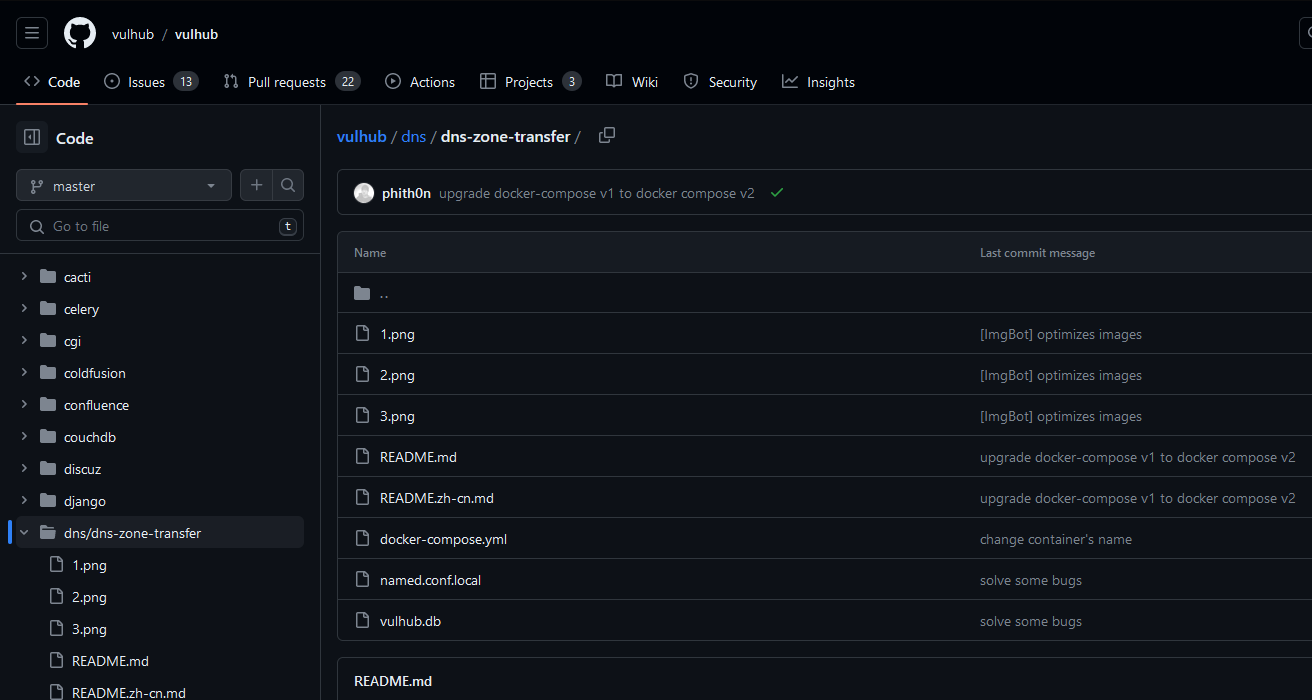 vulhub / vulhub
Code Issues 13 Pull requests 22 Actions Projects 3 Wiki Security Insights
Code
master
Go to file t
cacti
celery
cgi
coldfusion
confluence
couchdb
discuz
django
dns/dns-zone-transfer
1.png
2.png
3.png
README.md
README.zh-cn.md
vulhub / dns / dns-zone-transfer /
phith0n upgrade docker-compose v1 to docker compose v2
Name Last commit message
..
1.png [ImgBot] optimizes images
2.png [ImgBot] optimizes images
3.png [ImgBot] optimizes images
README.md upgrade docker-compose v1 to docker compose v2
README.zh-cn.md upgrade docker-compose v1 to docker compose v2
docker-compose.yml change container's name
named.conf.local solve some bugs
vulhub.db solve some bugs
README.md